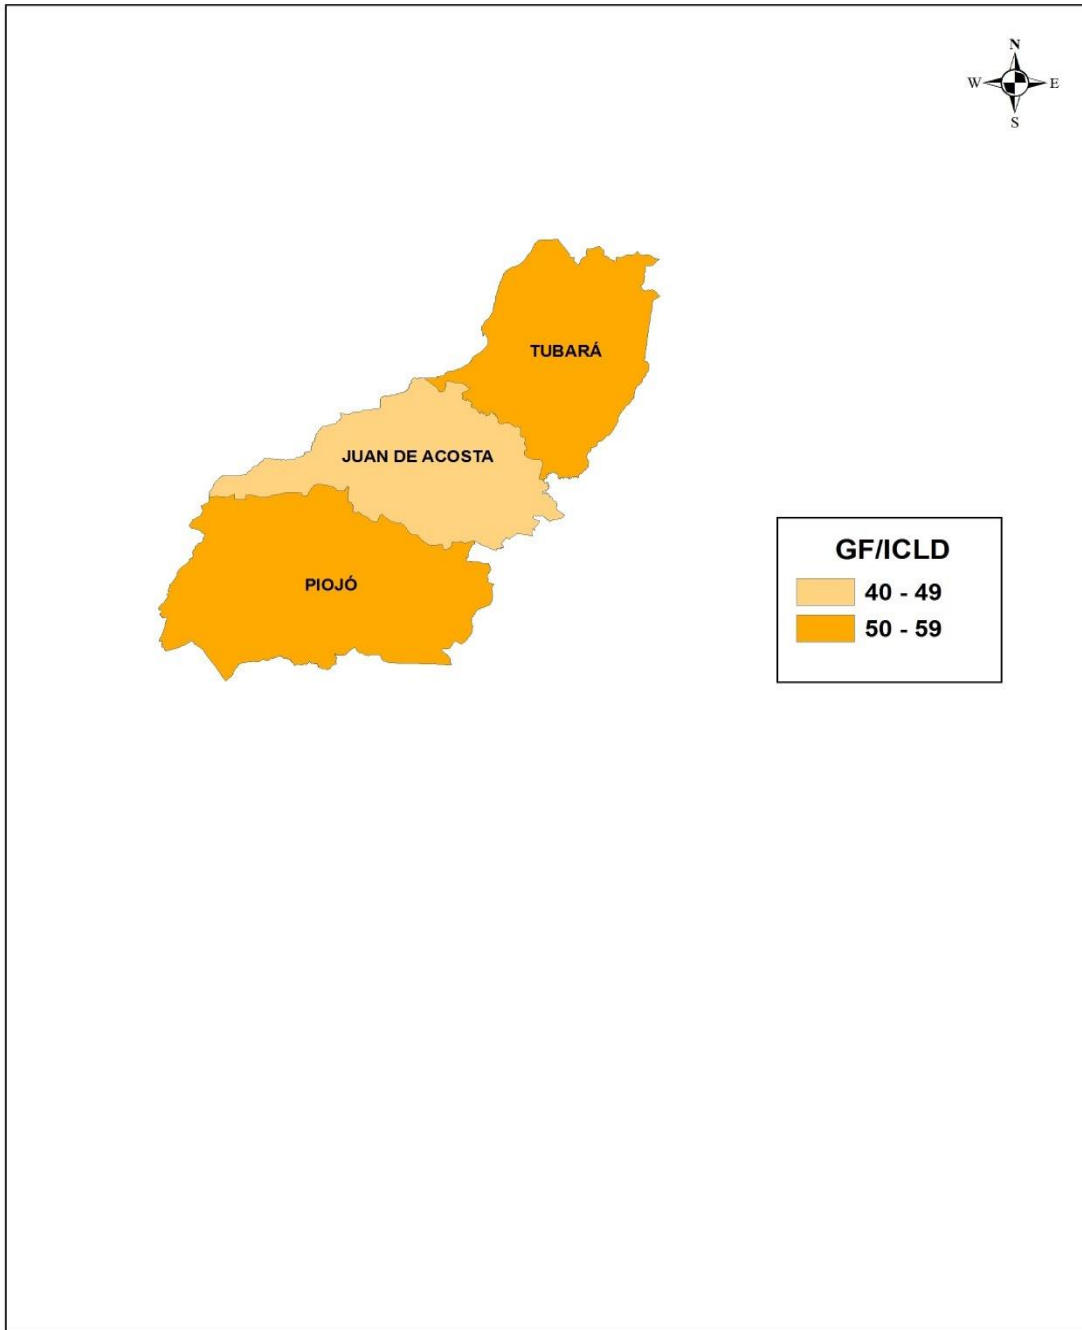 N
W E
S
TUBARÁ
JUAN DE ACOSTA
PIOJÓ
GF/ICLD
40 - 49
50 - 59